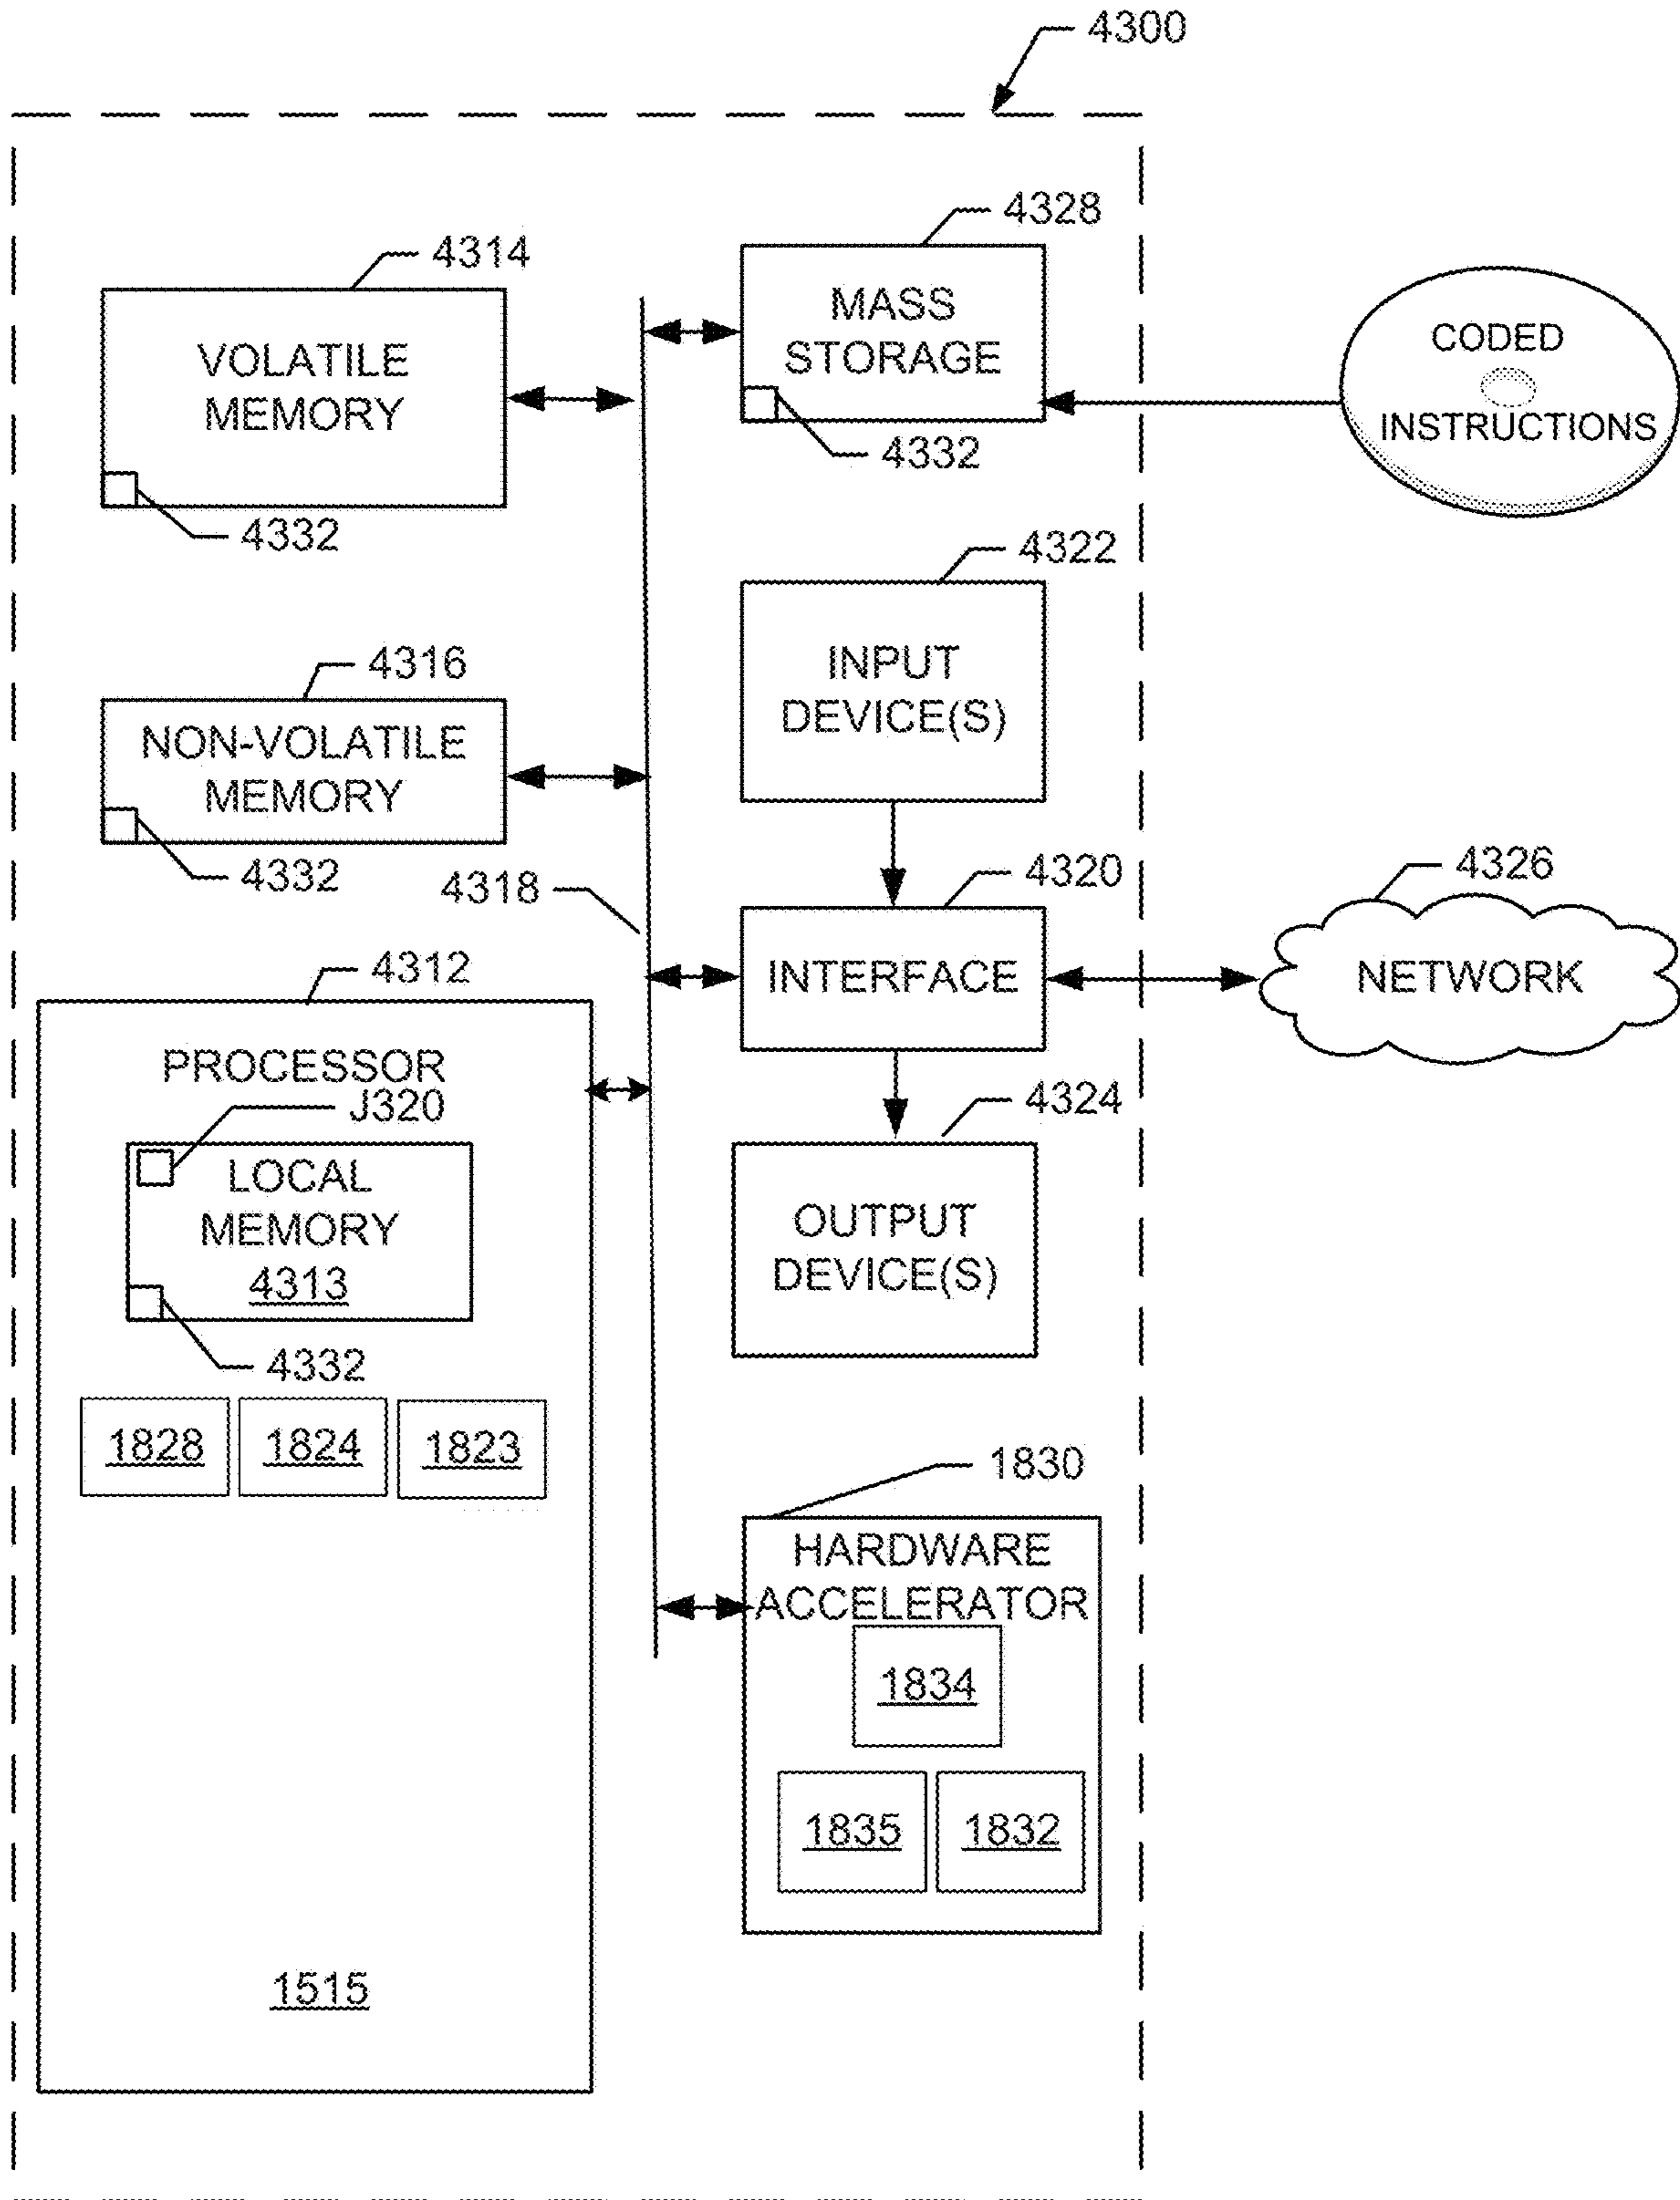 4300
4328
4314
MASS
STORAGE
VOLATILE
MEMORY
CODED
INSTRUCTIONS
4332
4332
4322
4316
INPUT
DEVICE(S)
NON-VOLATILE
MEMORY
4332
4318
4320
4326
INTERFACE
NETWORK
4312
PROCESSOR
J320
LOCAL
MEMORY
4313
4332
4324
OUTPUT
DEVICE(S)
1828
1824
1823
1830
HARDWARE
ACCELERATOR
1834
1835
1832
1515